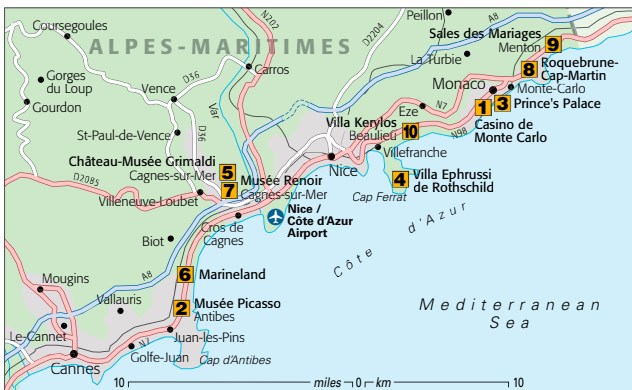 Coursegoules
ALPES-MARITIMES
N202
D2204
Peillon
A8
Sales des Mariages
Menton
9
La Turbie
8
Roquebrune-
Cap-Martin
Gorges
du Loup
D36
Carros
Monaco
Monte-Carlo
Gourdon
Vence
Var
Eze
N7
1
3
Prince's Palace
St-Paul-de-Vence
D36
Villa Kerylos
Beaulieu
10
N98
Casino de
Monte Carlo
Château-Musée Grimaldi
Cagnes-sur-Mer
5
Nice
Villefranche
D2085
7
Musée Renoir
Cagnes-sur-Mer
4
Villa Ephrussi
de Rothschild
Villeneuve-Loubet
Cap Ferrat
Cros de
Cagnes
Nice /
Côte d'Azur
Airport
Biot
Côte d'Azur
A8
6
Marineland
Mougins
Vallauris
2
Musée Picasso
Antibes
Mediterranean
Sea
Le-Cannet
N7
Juan-les-Pins
Golfe-Juan
Cap d'Antibes
Cannes
10 miles 0 km 10